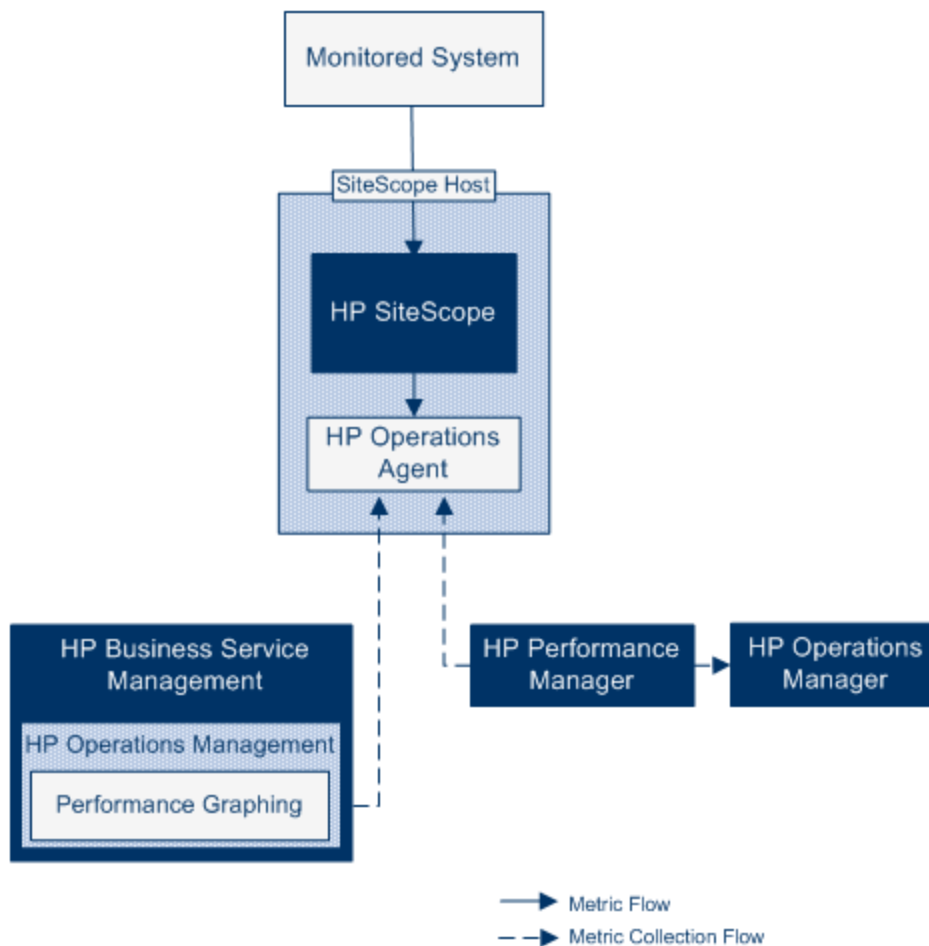 Monitored System
SiteScope Host
HP SiteScope
HP Operations
Agent
HP Business Service
Management
HP Operations Management
Performance Graphing
HP Performance
Manager
HP Operations
Manager
Metric Flow
Metric Collection Flow